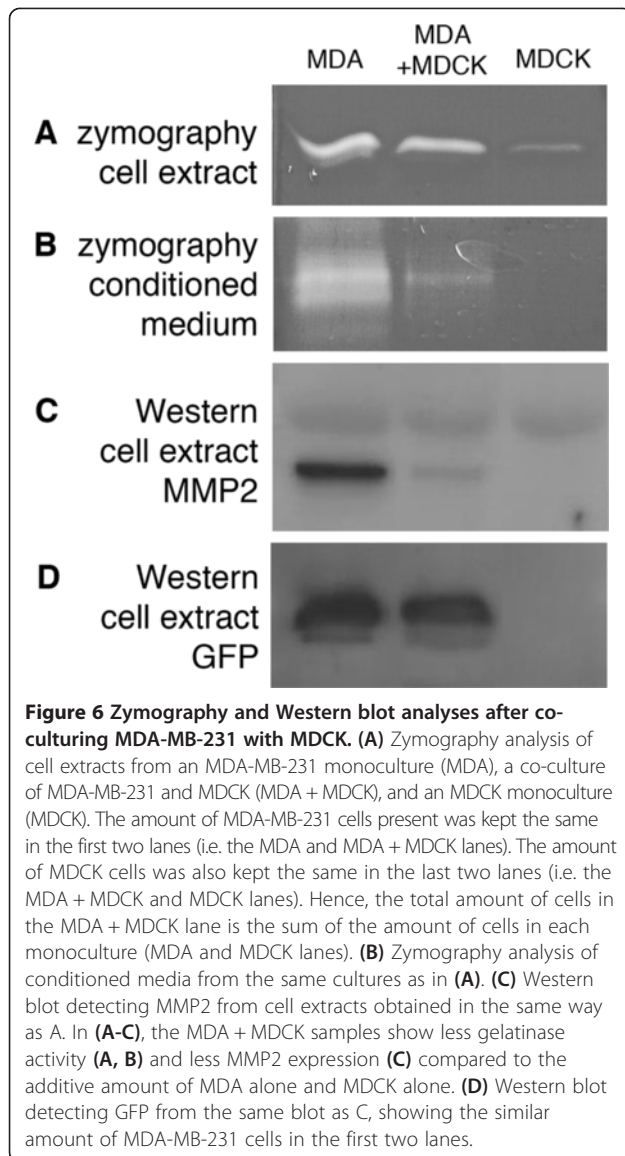 MDA
MDA
+MDCK
MDCK
A zymography
cell extract
B zymography
conditioned
medium
C Western
cell extract
MMP2
D Western
cell extract
GFP
Figure 6 Zymography and Western blot analyses after co-
culturing MDA-MB-231 with MDCK. (A) Zymography analysis of
cell extracts from an MDA-MB-231 monoculture (MDA), a co-culture
of MDA-MB-231 and MDCK (MDA + MDCK), and an MDCK monoculture
(MDCK). The amount of MDA-MB-231 cells present was kept the same
in the first two lanes (i.e. the MDA and MDA + MDCK lanes). The amount
of MDCK cells was also kept the same in the last two lanes (i.e. the
MDA + MDCK and MDCK lanes). Hence, the total amount of cells in
the MDA + MDCK lane is the sum of the amount of cells in each
monoculture (MDA and MDCK lanes). (B) Zymography analysis of
conditioned media from the same cultures as in (A). (C) Western
blot detecting MMP2 from cell extracts obtained in the same way
as A. In (A-C), the MDA + MDCK samples show less gelatinase
activity (A, B) and less MMP2 expression (C) compared to the
additive amount of MDA alone and MDCK alone. (D) Western blot
detecting GFP from the same blot as C, showing the similar
amount of MDA-MB-231 cells in the first two lanes.